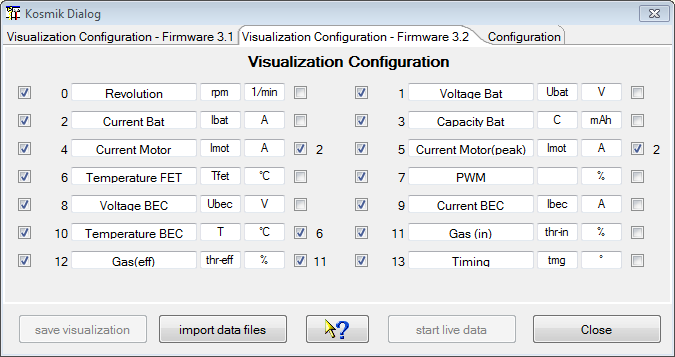 Kosmik Dialog
Visualization Configuration - Firmware 3.1 Visualization Configuration - Firmware 3.2 Configuration
Visualization Configuration
0 Revolution rpm 1/min 1 Voltage Bat Ubat V
2 Current Bat Ibat A 3 Capacity Bat C mAh
4 Current Motor Imot A 2 5 Current Motor(peak) Imot A 2
6 Temperature FET Tfet °C 7 PWM %
8 Voltage BEC Ubec V 9 Current BEC Ibec A
10 Temperature BEC T °C 6 11 Gas (in) thr-in %
12 Gas(eff) thr-eff % 11 13 Timing tmg °
save visualization import data files ? start live data Close